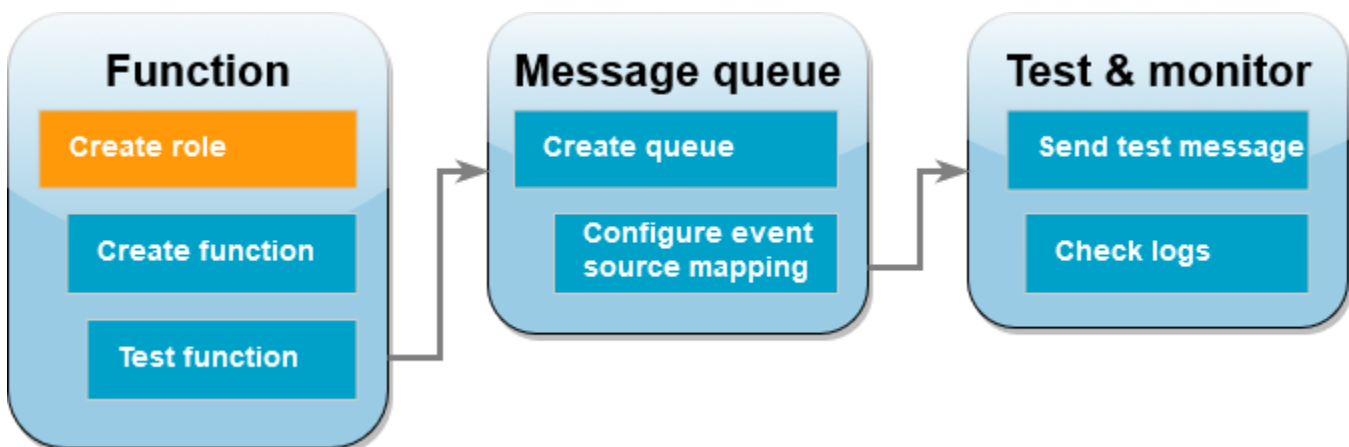 Function
Create role
Create function
Test function
Message queue
Create queue
Configure event
source mapping
Test & monitor
Send test message
Check logs